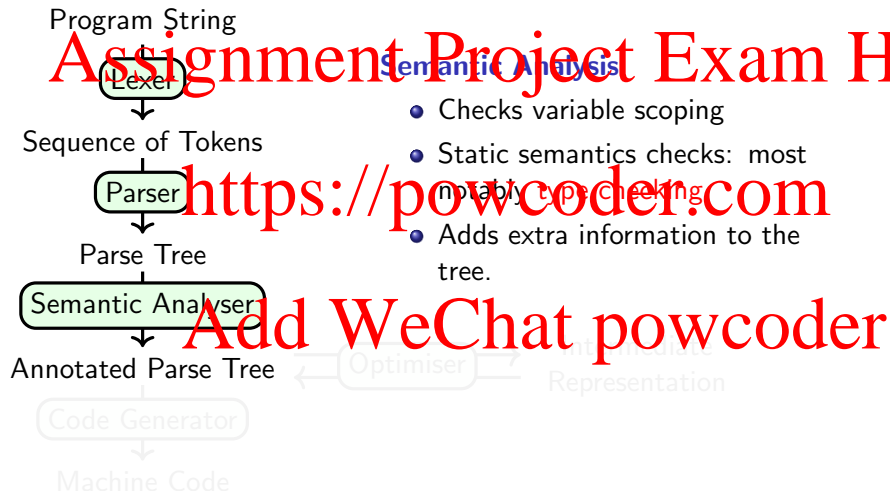 Program String
Assignment Project Exam H
Lexer
Semantic Analysis
Checks variable scoping
Sequence of Tokens
Static semantics checks: most
notably type checking
Parser
https://powcoder.com
Adds extra information to the
tree.
Parse Tree
Semantic Analyser
Add WeChat powcoder
Annotated Parse Tree
Optimiser
Intermediate
Representation
Code Generator
Machine Code